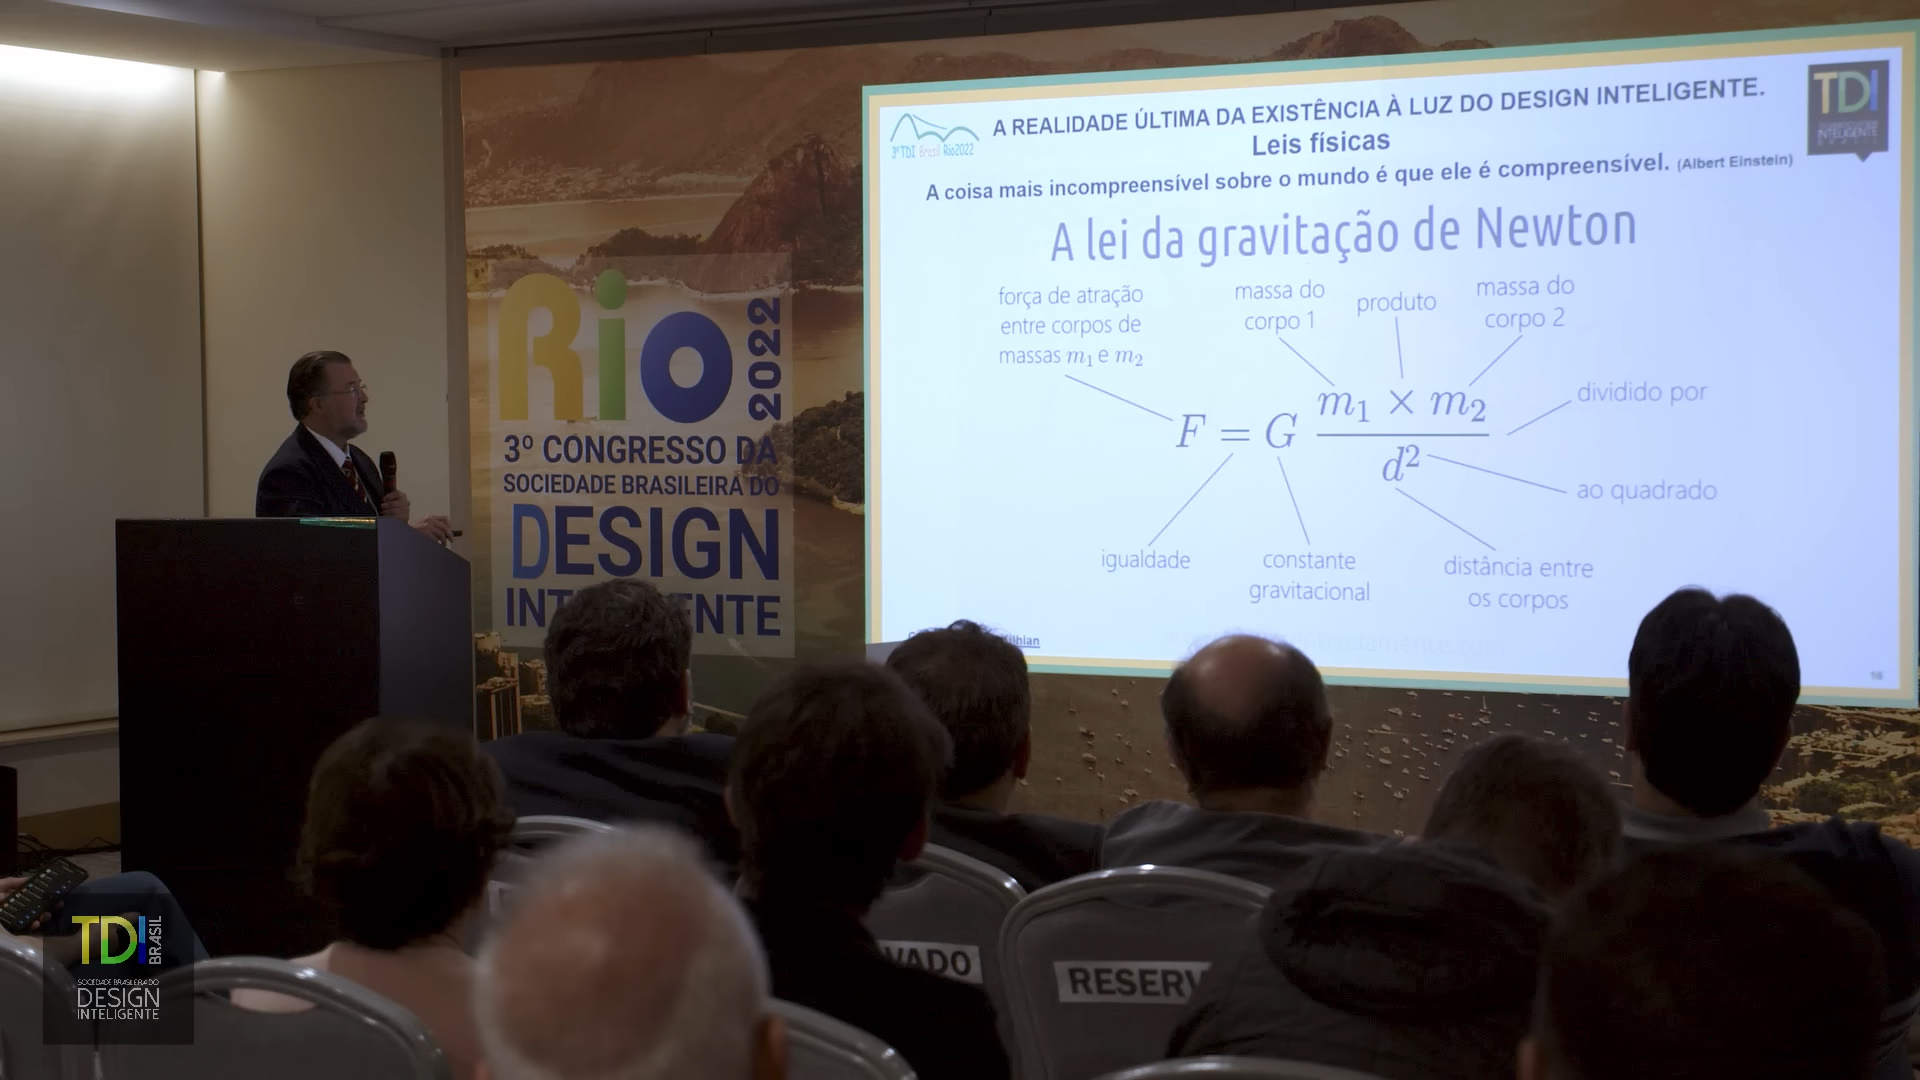 Rio
2022
3º CONGRESSO DA
SOCIEDADE BRASILEIRA DO
DESIGN
A REALIDADE ÚLTIMA DA EXISTÊNCIA À LUZ DO DESIGN INTELIGENTE.
Leis físicas
A coisa mais incompreensível sobre o mundo é que ele é compreensível. (Albert Einstein)
3º TDI Brasil Rio2022
TDI
INTELIGENTE
BRASIL
A lei da gravitação de Newton
força de atração
entre corpos de
massas m₁ e m₂
massa do
corpo 1
produto
massa do
corpo 2
dividido por
F = G m₁ × m₂
d²
ao quadrado
igualdade
constante
gravitacional
distância entre
os corpos
16
VADO
RESERV
TDI
BRASIL
SOCIEDADE BRASILEIRA DO
DESIGN
INTELIGENTE